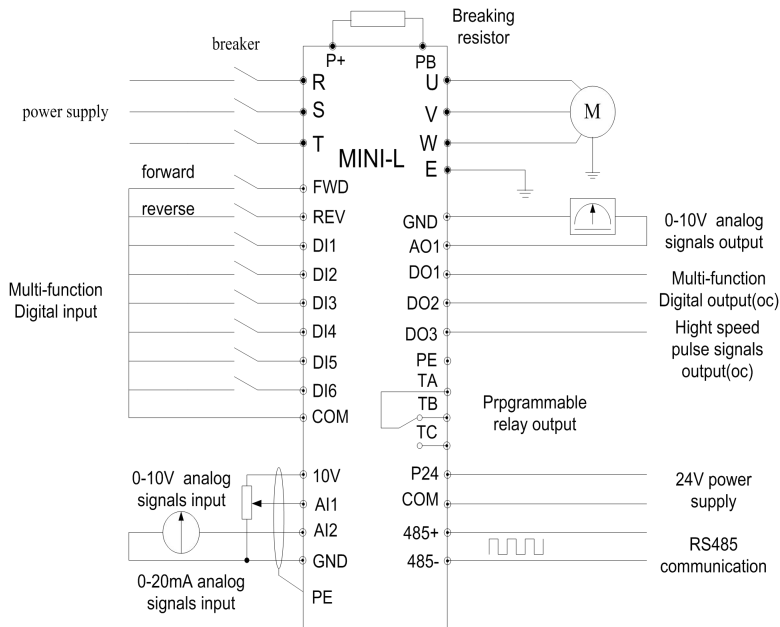 Breaking
resistor
breaker
P+
PB
R
U
power supply
S
V
M
T
W
MINI-L
E
forward
FWD
reverse
REV
GND
0-10V analog
signals output
DI1
AO1
DI2
DO1
Multi-function
Digital output(oc)
Multi-function
Digital input
DI3
DO2
DI4
DO3
Hight speed
pulse signals
output(oc)
DI5
PE
TA
DI6
TB
Prpgrammable
relay output
COM
TC
0-10V analog
signals input
10V
P24
24V power
supply
AI1
COM
AI2
485+
RS485
communication
GND
485-
0-20mA analog
signals input
PE